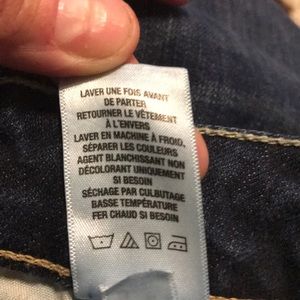 LAVER UNE FOIS AVANT
DE PARTER
RETOURNER LE VÊTEMENT
À L'ENVERS
LAVER EN MACHINE À FROID,
SÉPARER LES COULEURS
AGENT BLANCHISSANT NON
DÉCOLORANT UNIQUEMENT
SI BESOIN
SÉCHAGE PAR CULBUTAGE
BASSE TEMPÉRATURE
FER CHAUD SI BESOIN